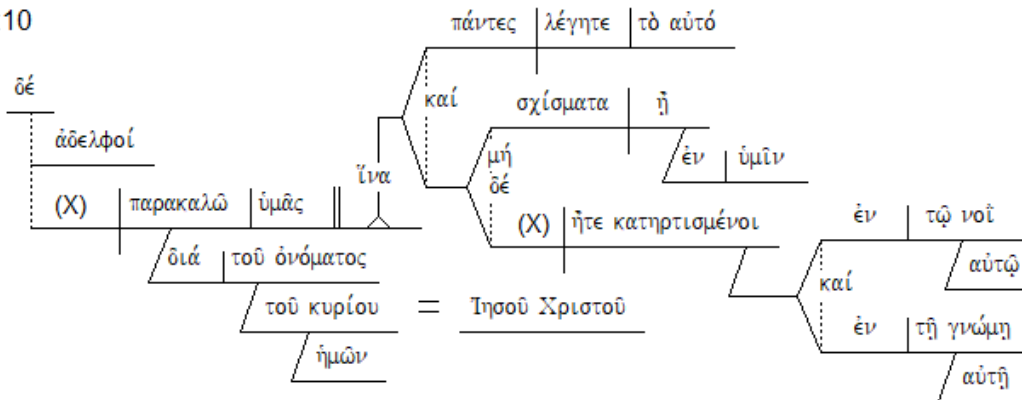 10
πάντες λέγητε τὸ αὐτό
δέ
καί σχίσματα ᾖ
ἀδελφοί
μή
ἵνα δέ ἐν ὑμῖν
(X) παρακαλῶ ὑμᾶς (X) ἦτε κατηρτισμένοι ἐν τῷ νοῒ
διά τοῦ ὀνόματος αὐτῷ
καί
τοῦ κυρίου = Ἰησοῦ Χριστοῦ
ἐν τῇ γνώμῃ
ἡμῶν
αὐτῇ